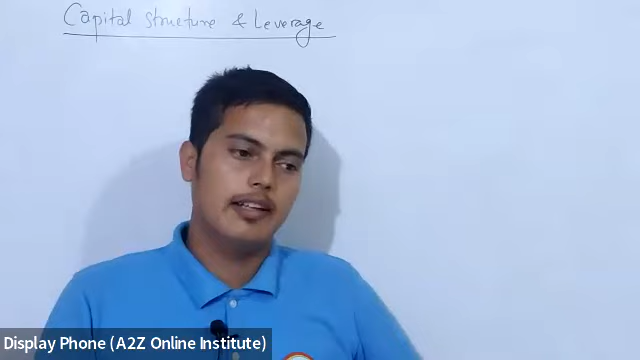 Capital structure & Leverage
Display Phone (A2Z Online Institute)